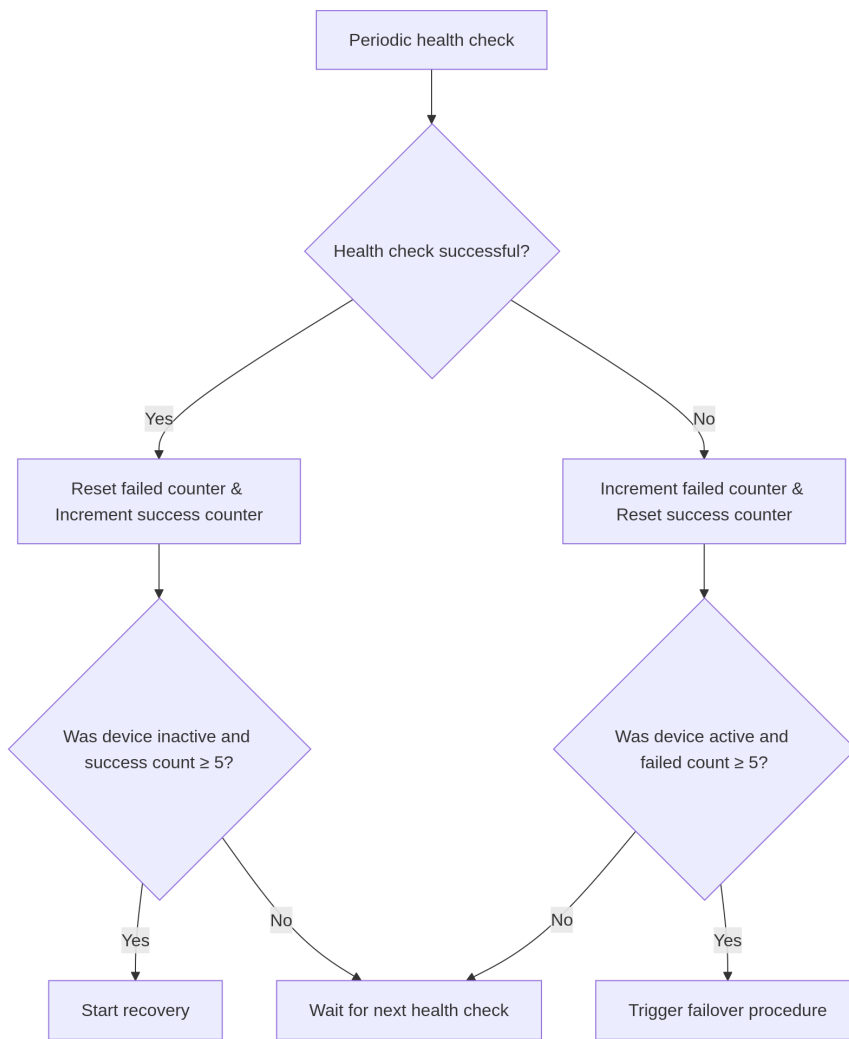 Periodic health check
Health check successful?
Yes
No
Reset failed counter &
Increment success counter
Increment failed counter &
Reset success counter
Was device inactive and
success count ≥ 5?
Was device active and
failed count ≥ 5?
Yes
No
No
Yes
Start recovery
Wait for next health check
Trigger failover procedure